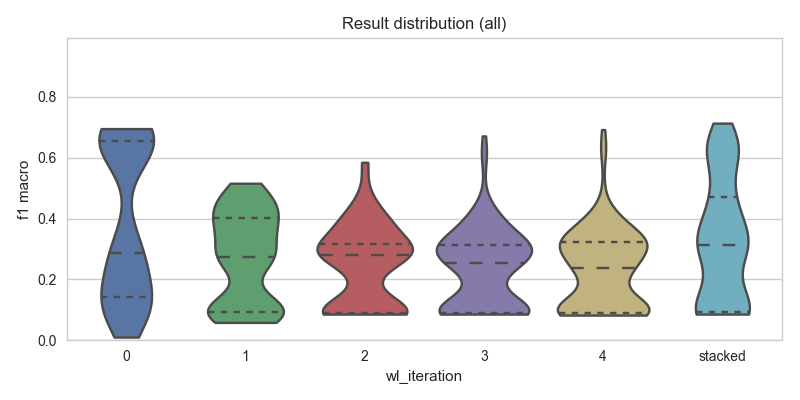 Result distribution (all)
f1 macro
0.8
0.6
0.4
0.2
0.0
0 1 2 3 4 stacked
wl_iteration